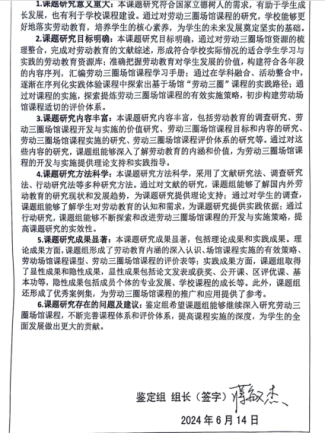 1.课题研究意义重大：本课题研究符合国家立德树人的需求，有助于学生成
长发展，也有利于学校课程建设。通过对劳动三圈场馆课程的研究，学校能够更
好地落实劳动教育，培养学生的核心素养，为学生的未来发展奠定坚实的基础。
2.课题研究目标明确：本课题研究目标明确，通过对劳动三圈场馆资源的梳
理整合，完成对劳动教育的文献综述，形成符合学校实际情况的适合学生学习与
实践的劳动教育资源库；准确把握劳动教育对学生发展的价值，构建符合各年
段的内容序列，汇编劳动三圈课程学习手册；通过在学科融合、活动整合中，
逐渐在序列化实践体验课程中探索出基于场馆“劳动三圈”课程的实践路径；通
过对课程的实施，探索提炼劳动三圈场馆课程的有效实施策略，初步构建劳动场馆
课程适切的评价体系。
3.课题研究内容丰富：本课题研究内容丰富，包括劳动教育的调查研究、劳
动三圈场馆课程开发与实施的价值研究、劳动三圈场馆课程目标和内容的研究、
劳动三圈场馆课程实施的研究、劳动三圈场馆课程评价体系的研究等。通过对这
些内容的研究，课题组能够深入了解劳动教育的内涵和价值，为劳动三圈场馆课
程的开发与实施提供理论支持和实践指导。
4.课题研究方法科学：本课题研究方法科学，采用了文献研究法、调查研究
法、行动研究法等多种研究方法。通过对文献的研究，课题组能够了解国内外劳动
教育的研究现状和发展趋势，为课题研究提供理论支持；通过对学生的调查，
课题组能够了解学生对劳动教育的认知和需求，为课题研究提供实践依据；通过
行动研究，课题组能够不断探索和改进劳动三圈场馆课程的开发与实施策略，提
高课题研究的实效性。
5.课题研究成果显著：本课题研究成果显著，包括理论成果和实践成果。理
论成果方面，课题组形成了劳动教育内涵的深入认识、场馆课程实施的有效策略、
劳动三圈场馆课程课型、劳动三圈场馆课程的评价表等；实践成果方面，课题组取
得了显性成果和隐性成果，显性成果包括论文发表或获奖、公开课、区评优课、基
本功等，隐性成果包括成员个体的专业发展、学校课程的成长等。此外，课题组
还形成了优秀案例集，为劳动三圈场馆课程的推广和应用提供了参考。
6.课题研究存在的问题及建议：鉴定组希望课题组能够继续深入研究劳动三
圈场馆课程，不断完善课程体系和评价体系，提高课程实施的深度，为学生的全
面发展做出更大的贡献。
鉴定组 组长（签字）
2024 年 6 月 14 日